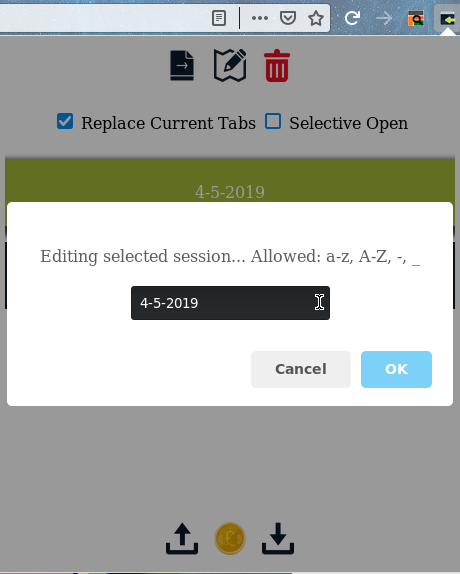 Replace Current Tabs Selective Open
4-5-2019
Editing selected session... Allowed: a-z, A-Z, -, _
4-5-2019
Cancel OK